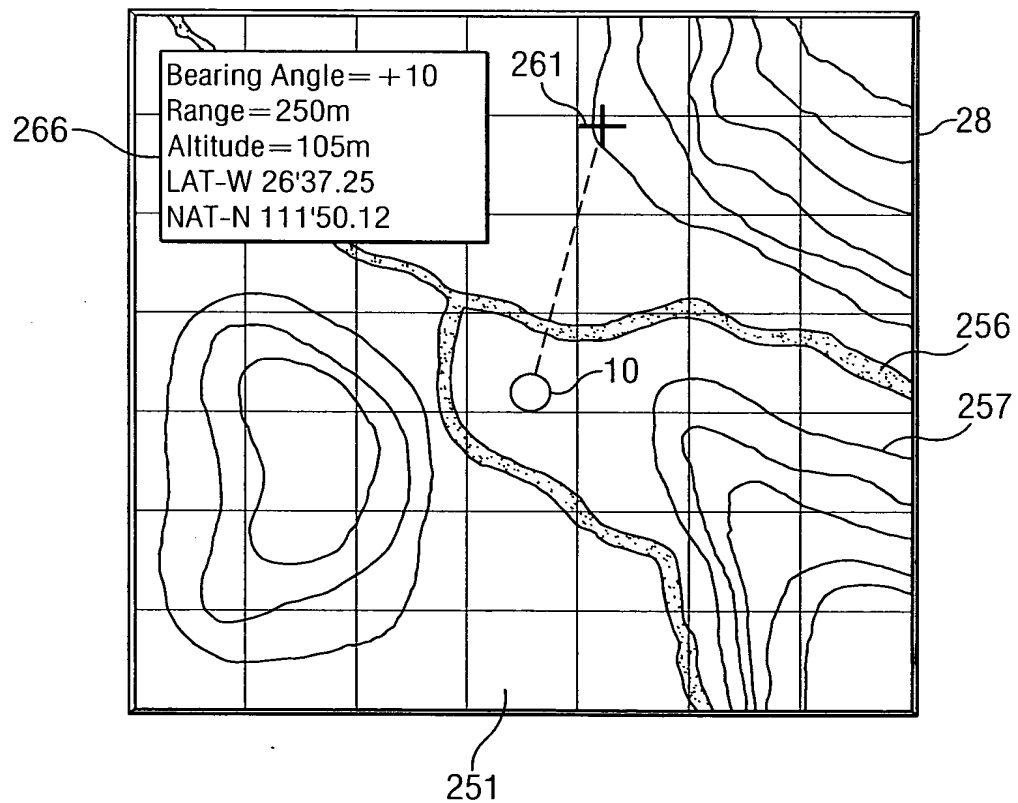 266
Bearing Angle=+10
Range=250m
Altitude=105m
LAT-W 26'37.25
NAT-N 111'50.12
261
28
256
10
257
251